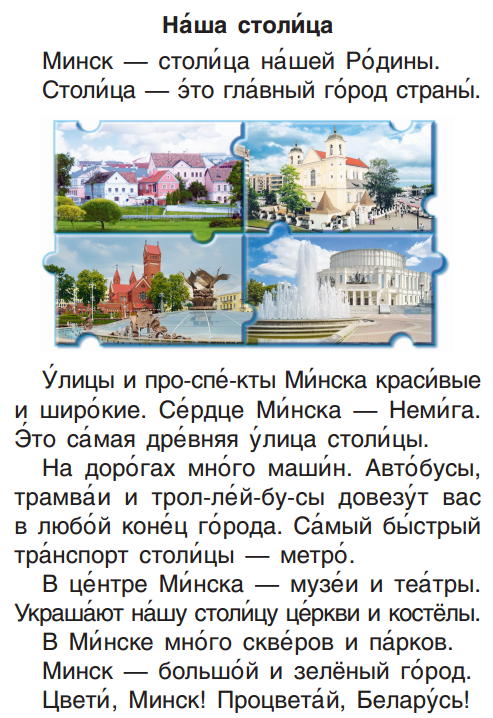 На́ша столи́ца
Минск — столи́ца на́шей Ро́дины.
Столи́ца — э́то гла́вный го́род страны́.
У́лицы и про-спе́-кты Ми́нска краси́вые
и широ́кие. Се́рдце Ми́нска — Неми́га.
Э́то са́мая дре́вняя у́лица столи́цы.
На доро́гах мно́го маши́н. Авто́бусы,
трамва́и и трол-ле́й-бу-сы довезу́т вас
в любо́й коне́ц го́рода. Са́мый бы́стрый
тра́нспорт столи́цы — метро́.
В це́нтре Ми́нска — музе́и и теа́тры.
Украша́ют на́шу столи́цу це́ркви и костёлы.
В Ми́нске мно́го скве́ров и па́рков.
Минск — большо́й и зелёный го́род.
Цвети́, Минск! Процвета́й, Белару́сь!